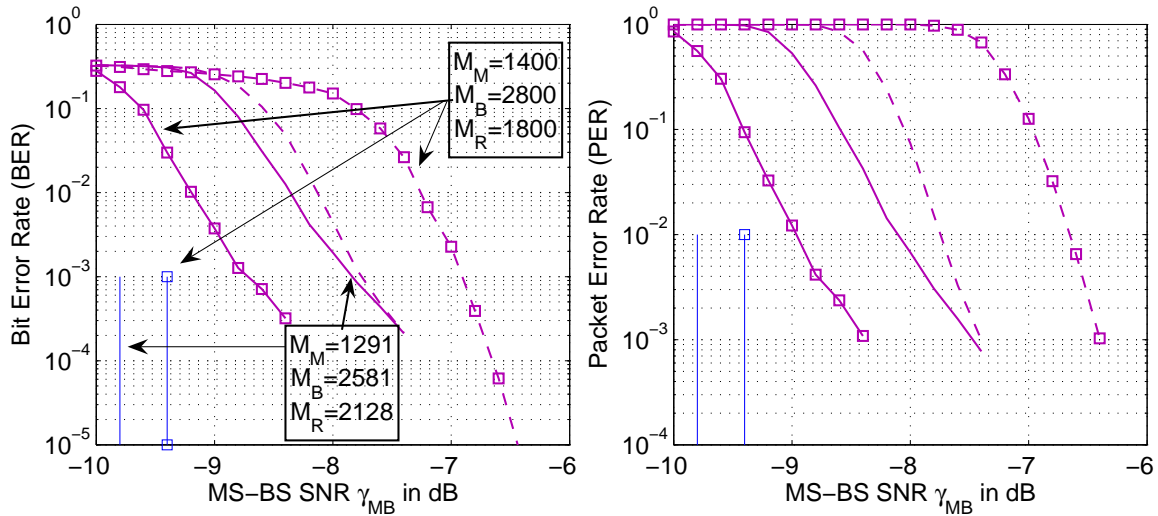 Bit Error Rate (BER)
10^0
10^-1
10^-2
10^-3
10^-4
10^-5
−10
−9
−8
−7
−6
MS−BS SNR γ_MB in dB
M_M=1400
M_B=2800
M_R=1800
M_M=1291
M_B=2581
M_R=2128
Packet Error Rate (PER)
10^0
10^-1
10^-2
10^-3
10^-4
−10
−9
−8
−7
−6
MS−BS SNR γ_MB in dB